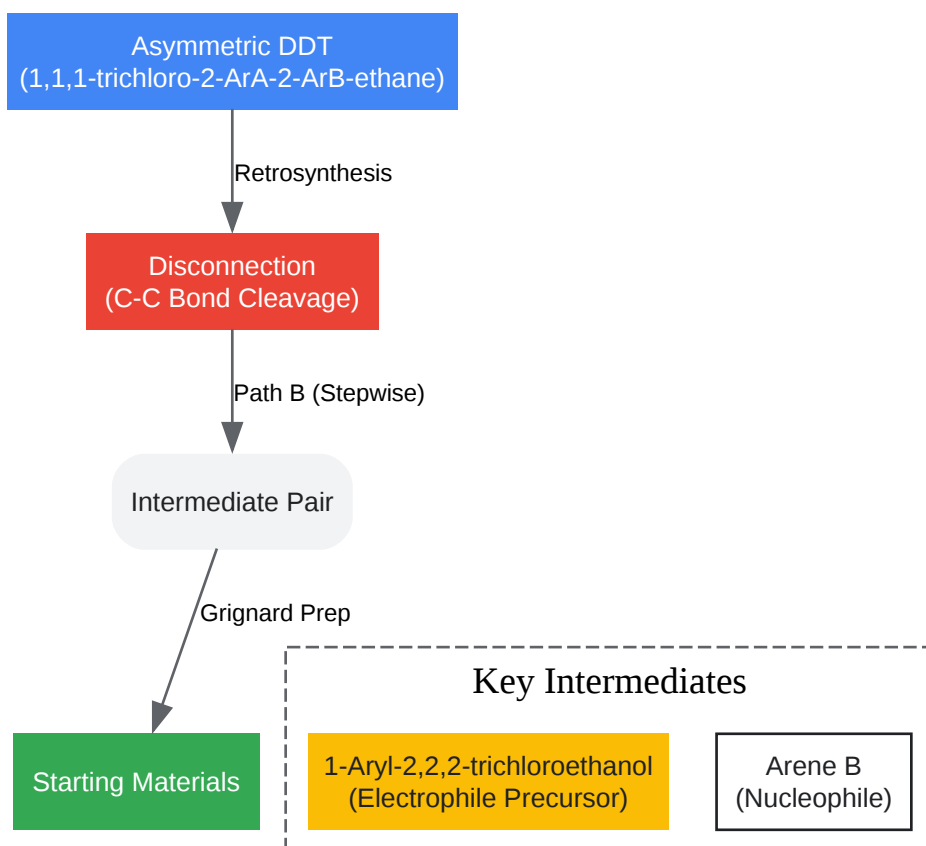 Asymmetric DDT
(1,1,1-trichloro-2-ArA-2-ArB-ethane)
Retrosynthesis
Disconnection
(C-C Bond Cleavage)
Path B (Stepwise)
Intermediate Pair
Grignard Prep
Key Intermediates
Starting Materials
1-Aryl-2,2,2-trichloroethanol
(Electrophile Precursor)
Arene B
(Nucleophile)